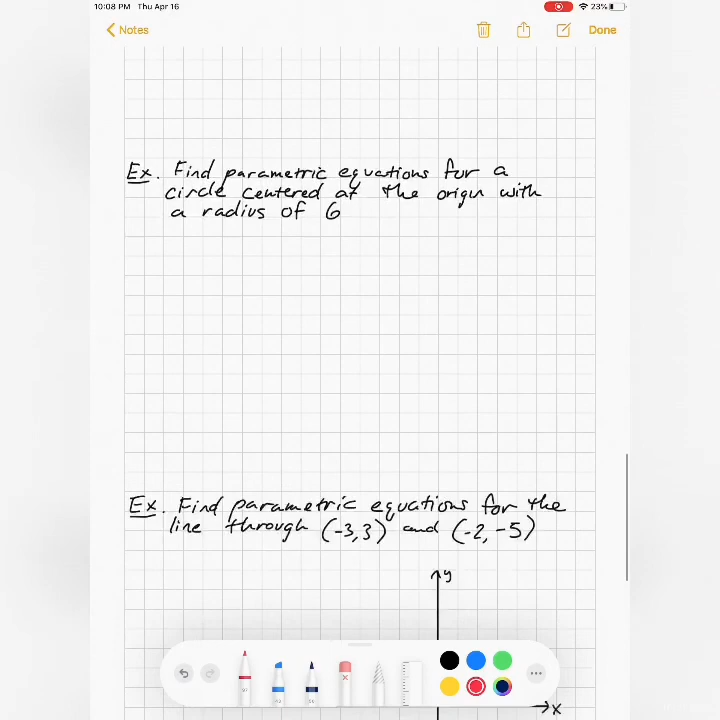 10:08 PM Thu Apr 16
23%
Notes
Done
Ex. Find parametric equations for a
circle centered at the origin with
a radius of 6
Ex. Find parametric equations for the
line through (-3,3) and (-2,-5)
y
x